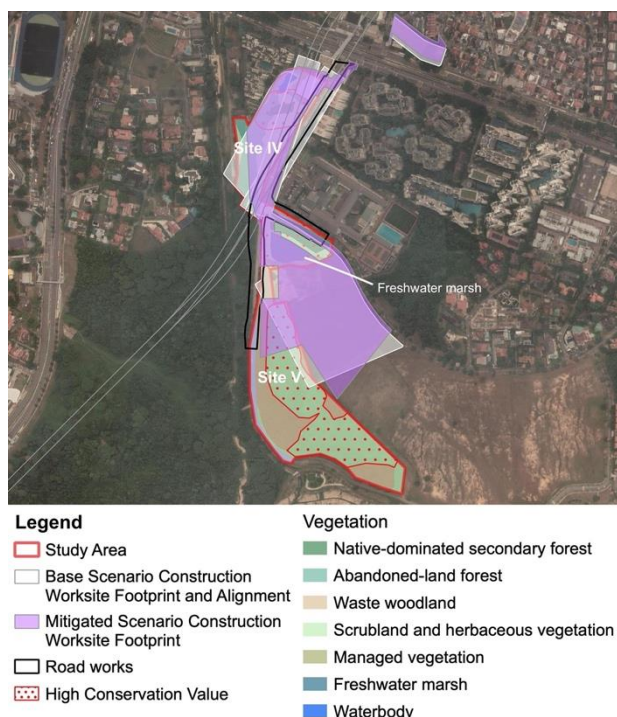 Site IV
Freshwater marsh
Site V
Legend
Study Area
Base Scenario Construction
Worksite Footprint and Alignment
Mitigated Scenario Construction
Worksite Footprint
Road works
High Conservation Value
Vegetation
Native-dominated secondary forest
Abandoned-land forest
Waste woodland
Scrubland and herbaceous vegetation
Managed vegetation
Freshwater marsh
Waterbody